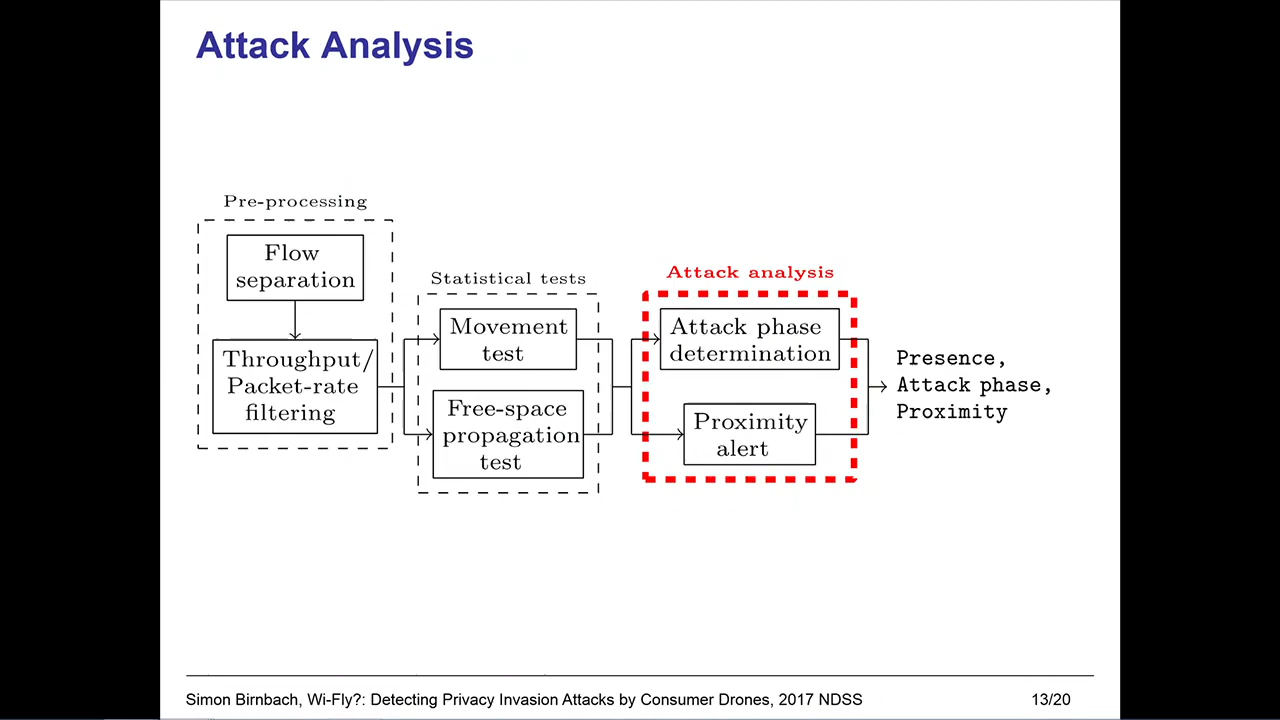 Attack Analysis
Pre-processing
Flow
separation
Throughput/
Packet-rate
filtering
Statistical tests
Movement
test
Free-space
propagation
test
Attack analysis
Attack phase
determination
Proximity
alert
Presence,
Attack phase,
Proximity
Simon Birnbach, Wi-Fly?: Detecting Privacy Invasion Attacks by Consumer Drones, 2017 NDSS
13/20